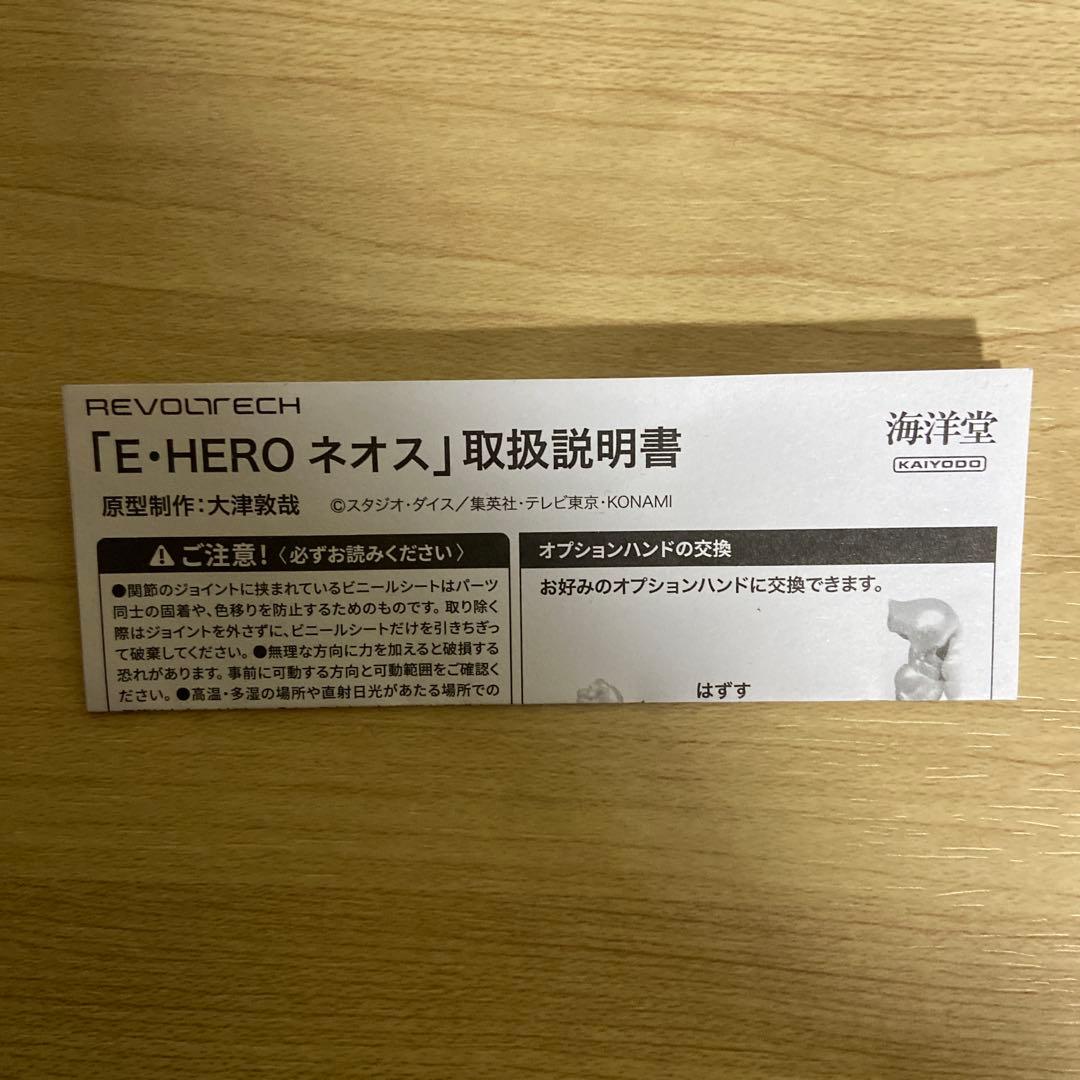 REVOLTECH
「E・HERO ネオス」取扱説明書
海洋堂
KAIYODO
原型制作:大津敦哉 ©スタジオ・ダイス/集英社・テレビ東京・KONAMI
ご注意!〈必ずお読みください〉
●関節のジョイントに挟まれているビニールシートはパーツ
同士の固着や、色移りを防止するためのものです。取り除く
際はジョイントを外さずに、ビニールシートだけを引きちぎっ
て破棄してください。●無理な方向に力を加えると破損する
恐れがあります。事前に可動する方向と可動範囲をご確認く
ださい。●高温・多湿の場所や直射日光があたる場所での
オプションハンドの交換
お好みのオプションハンドに交換できます。
はずす